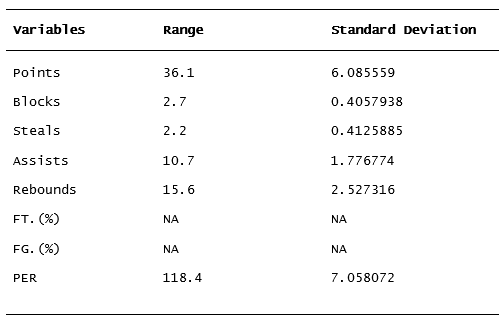 Variables Range Standard Deviation
Points 36.1 6.085559
Blocks 2.7 0.4057938
Steals 2.2 0.4125885
Assists 10.7 1.776774
Rebounds 15.6 2.527316
FT.(%) NA NA
FG.(%) NA NA
PER 118.4 7.058072